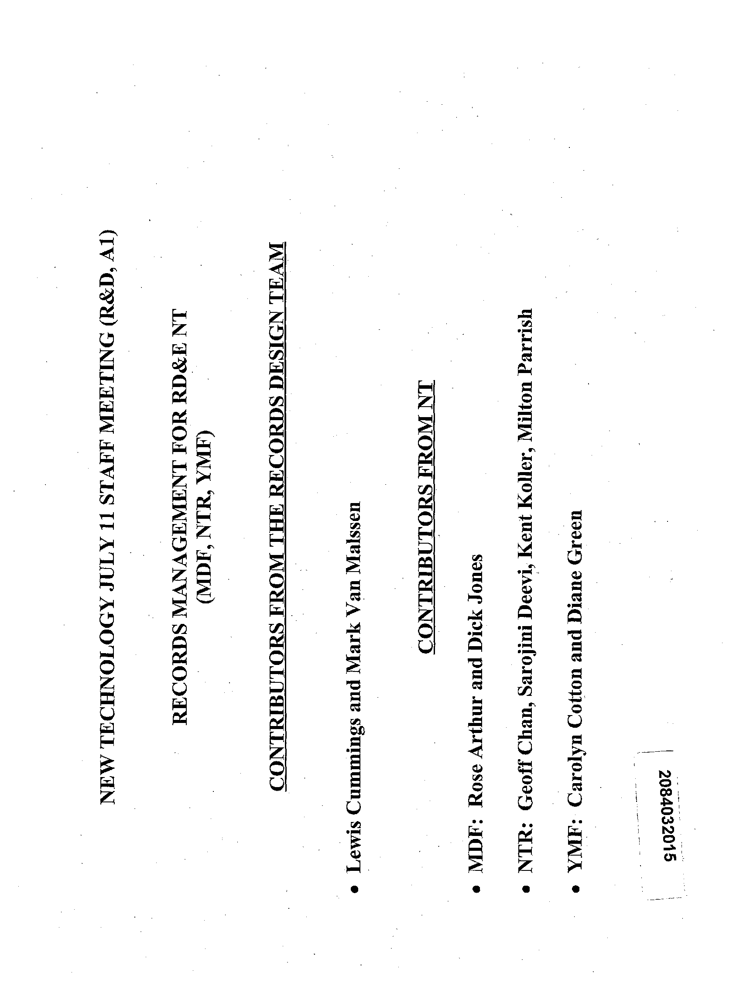 NEW TECHNOLOGY JULY 11 STAFF MEETING (R&D, A1)
RECORDS MANAGEMENT FOR RD&E NT
(MDF, NTR, YMF)
CONTRIBUTORS FROM THE RECORDS DESIGN TEAM
• Lewis Cummings and Mark Van Malssen
CONTRIBUTORS FROM NT
• MDF: Rose Arthur and Dick Jones
• NTR: Geoff Chan, Sarojini Deevi, Kent Koller, Milton Parrish
• YMF: Carolyn Cotton and Diane Green
2084032015